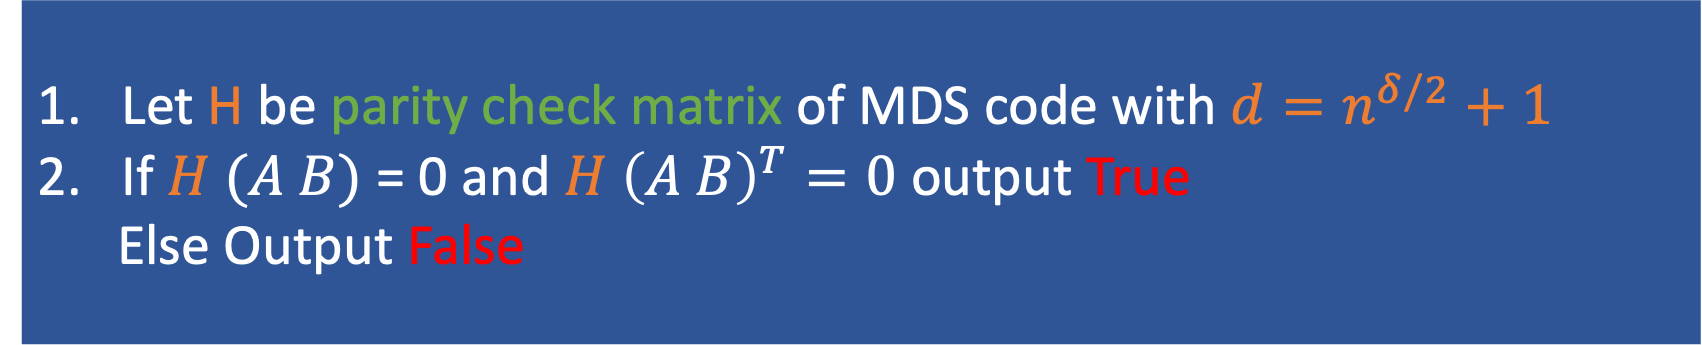 1. Let H be parity check matrix of MDS code with d = n^{δ/2} + 1
2. If H (A B) = 0 and H (A B)^T = 0 output True
Else Output False